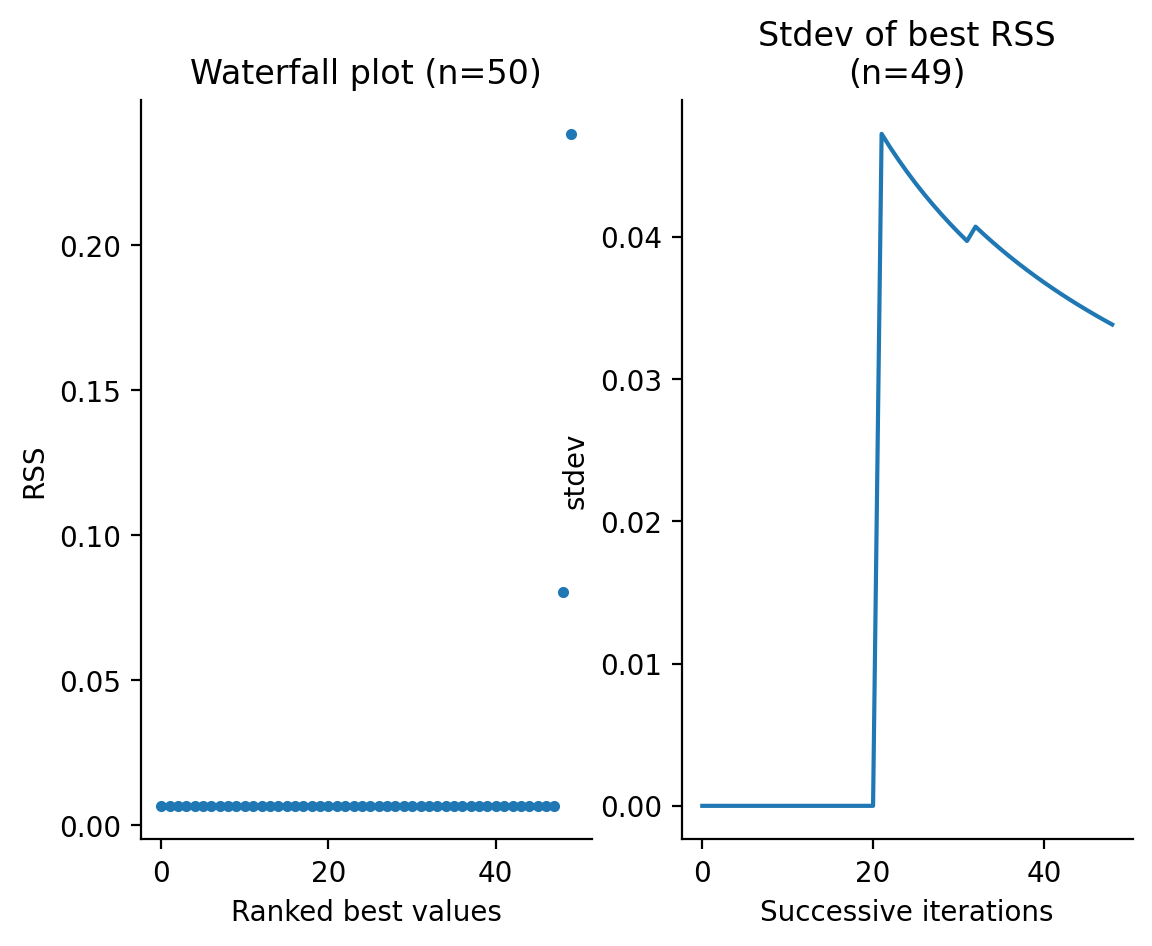 Waterfall plot (n=50)
RSS
0.20
0.15
0.10
0.05
0.00
0
20
40
Ranked best values
Stdev of best RSS
(n=49)
stdev
0.04
0.03
0.02
0.01
0.00
0
20
40
Successive iterations